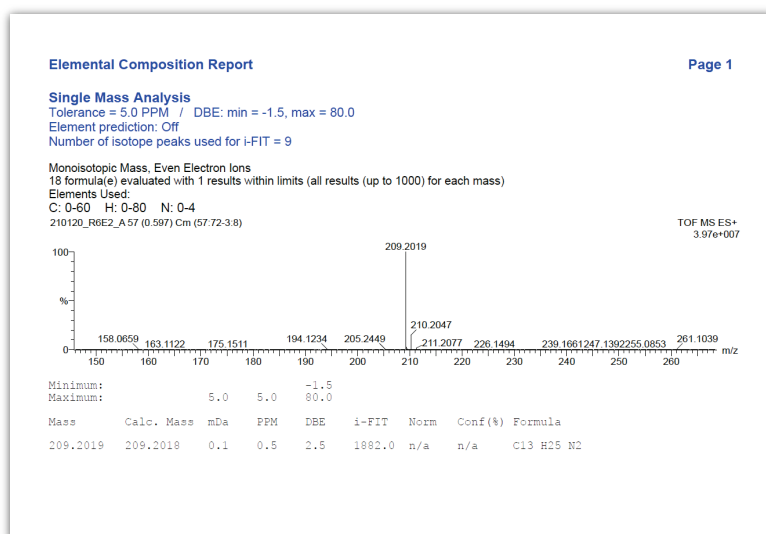 Elemental Composition Report Page 1
Single Mass Analysis
Tolerance = 5.0 PPM / DBE: min = -1.5, max = 80.0
Element prediction: Off
Number of isotope peaks used for i-FIT = 9
Monoisotopic Mass, Even Electron Ions
18 formula(e) evaluated with 1 results within limits (all results (up to 1000) for each mass)
Elements Used:
C: 0-60 H: 0-80 N: 0-4
210120_R6E2_A 57 (0.597) Cm (57:72-3:8) TOF MS ES+
3.97e+007
209.2019
100
%
210.2047
158.0659 163.1122 175.1511 194.1234 205.2449 211.2077 226.1494 239.1661 247.1392 255.0853 261.1039
0
150 160 170 180 190 200 210 220 230 240 250 260 m/z
Minimum: -1.5
Maximum: 5.0 5.0 80.0
Mass Calc. Mass mDa PPM DBE i-FIT Norm Conf(%) Formula
209.2019 209.2018 0.1 0.5 2.5 1882.0 n/a n/a C13 H25 N2